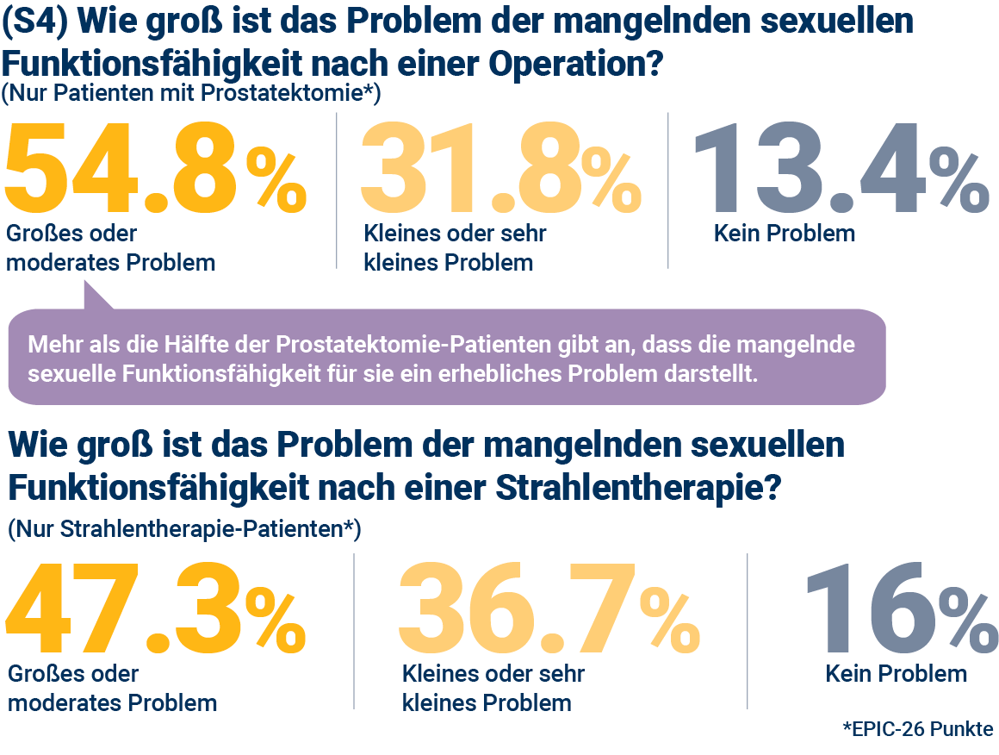 (S4) Wie groß ist das Problem der mangelnden sexuellen
Funktionsfähigkeit nach einer Operation?
(Nur Patienten mit Prostatektomie*)
54.8% 31.8% 13.4%
Großes oder Kleines oder sehr Kein Problem
moderates Problem kleines Problem
Mehr als die Hälfte der Prostatektomie-Patienten gibt an, dass die mangelnde
sexuelle Funktionsfähigkeit für sie ein erhebliches Problem darstellt.
Wie groß ist das Problem der mangelnden sexuellen
Funktionsfähigkeit nach einer Strahlentherapie?
(Nur Strahlentherapie-Patienten*)
47.3% 36.7% 16%
Großes oder Kleines oder sehr Kein Problem
moderates Problem kleines Problem
*EPIC-26 Punkte